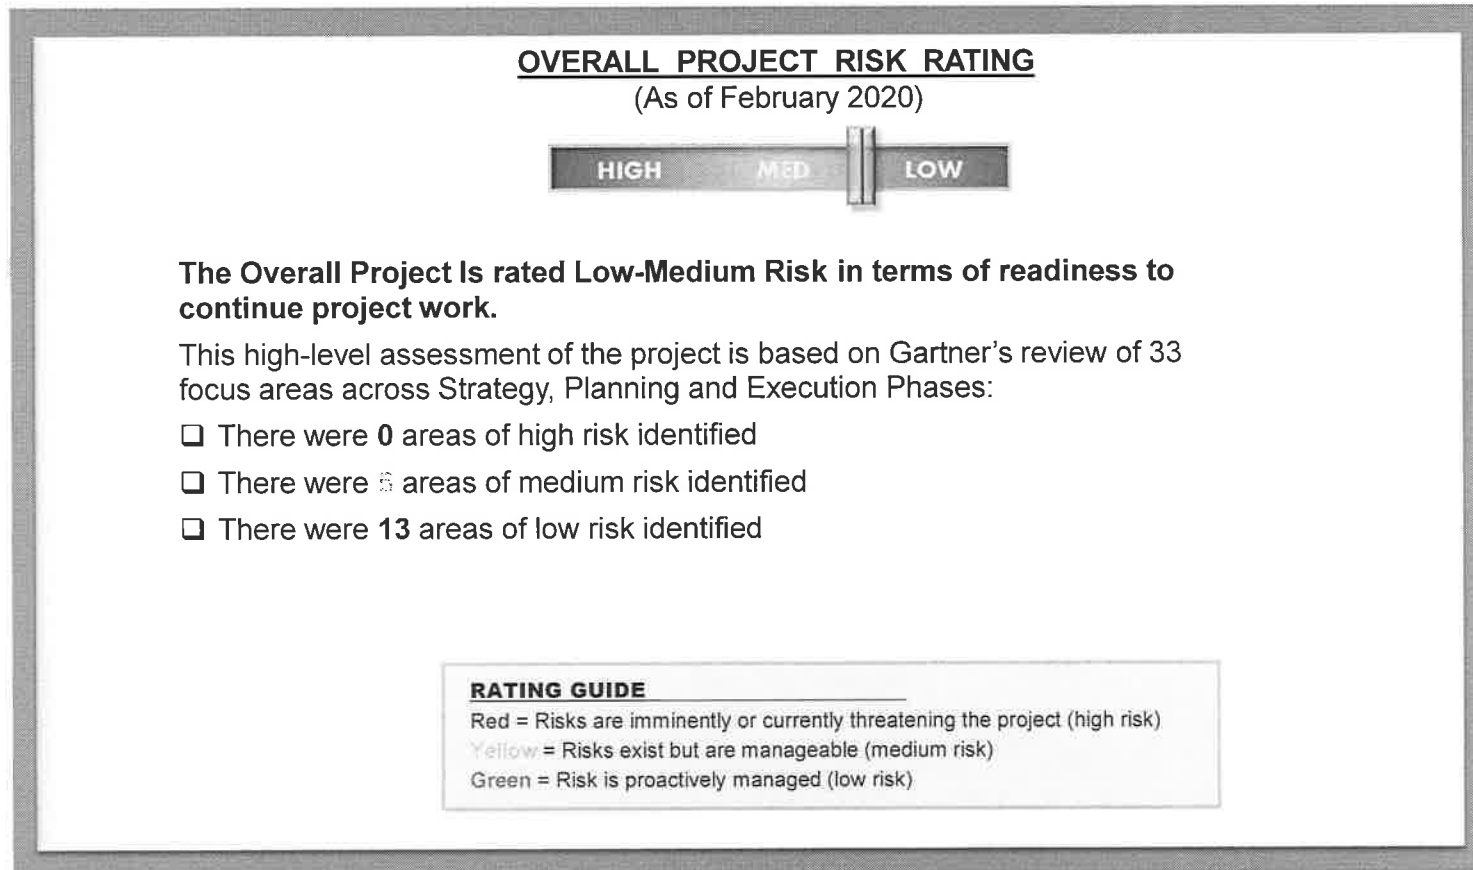 OVERALL PROJECT RISK RATING
(As of February 2020)
HIGH MED LOW
The Overall Project Is rated Low-Medium Risk in terms of readiness to
continue project work.
This high-level assessment of the project is based on Gartner's review of 33
focus areas across Strategy, Planning and Execution Phases:
There were 0 areas of high risk identified
There were areas of medium risk identified
There were 13 areas of low risk identified
RATING GUIDE
Red = Risks are imminently or currently threatening the project (high risk)
Yellow = Risks exist but are manageable (medium risk)
Green = Risk is proactively managed (low risk)